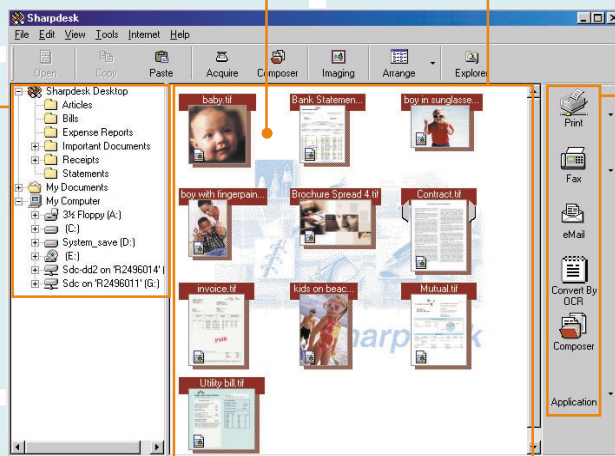 Sharpdesk
File Edit View Tools Internet Help
Open Copy Paste Acquire Composer Imaging Arrange Explorer
Sharpdesk Desktop
Articles
Bills
Expense Reports
Important Documents
Receipts
Statements
My Documents
My Computer
3½ Floppy (A:)
(C:)
System_save (D:)
(E:)
Sdc-dd2 on 'R2496014' (
Sdc on 'R2496011' (G:)
baby.tif
Bank Statemen...
boy in sunglasse...
boy with fingerpain...
Brochure Spread 4.tif
Contract.tif
invoice.tif
kids on beac...
Mutual.tif
PAID
Utility bill.tif
Print
Fax
eMail
Convert By
OCR
Composer
Application